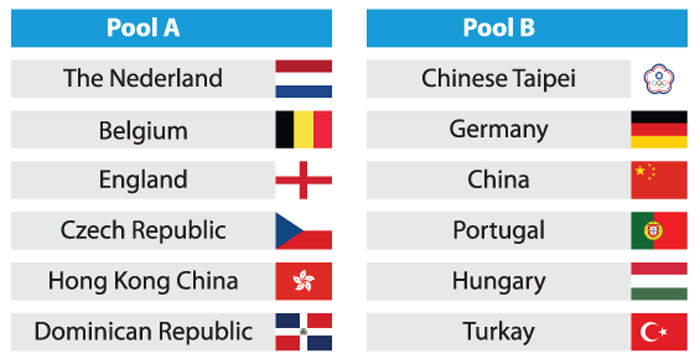 Pool A
The Nederland
Belgium
England
Czech Republic
Hong Kong China
Dominican Republic
Pool B
Chinese Taipei
Germany
China
Portugal
Hungary
Turkay